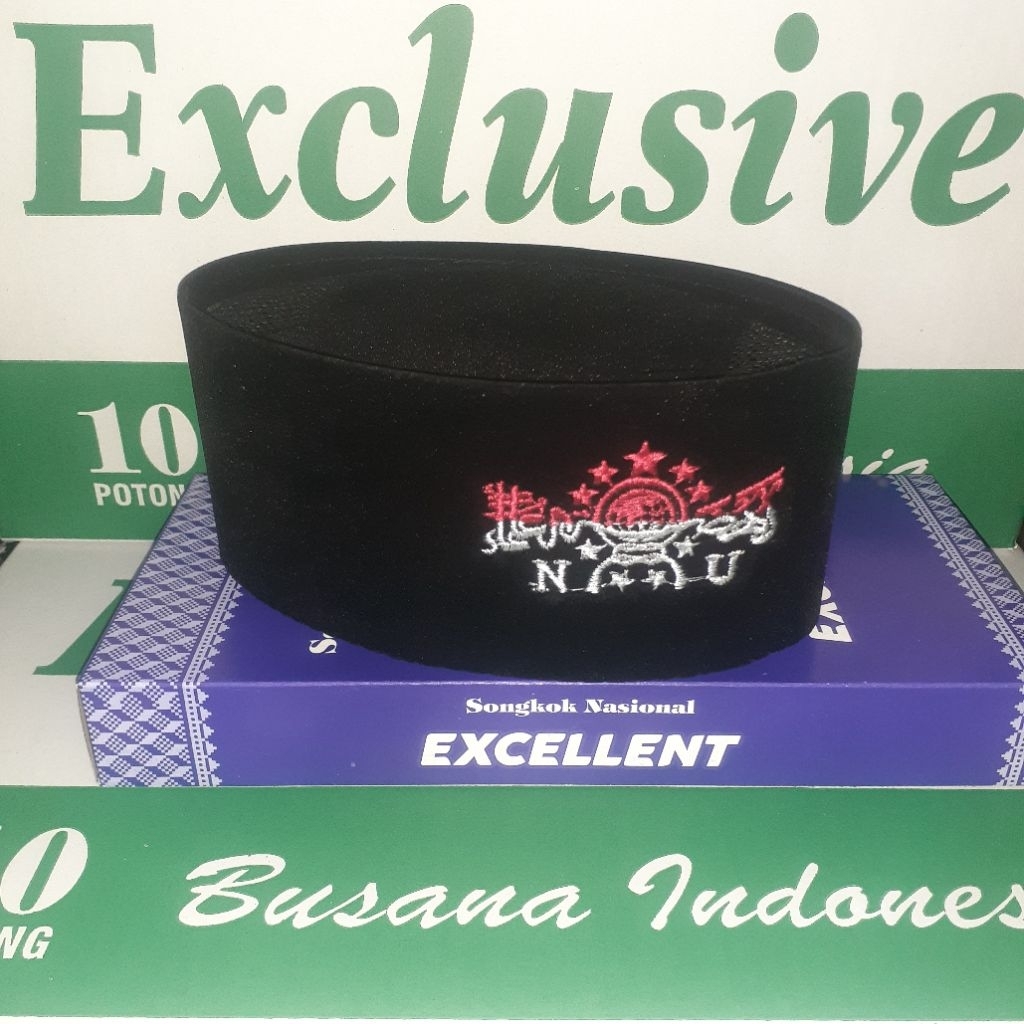 Exclusive
10
POTON
N U
Songkok Nasional
EXCELLENT
Busana Indones
NG